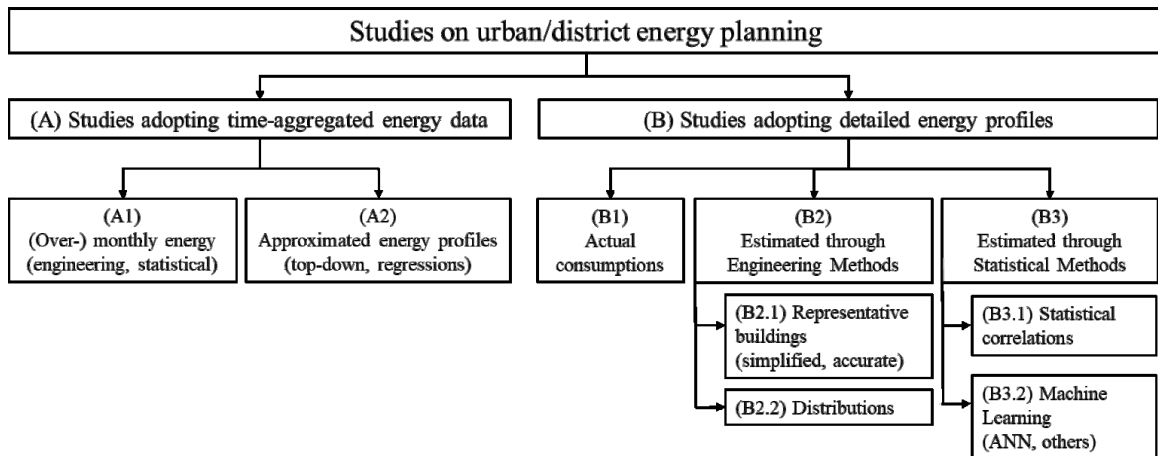 Studies on urban/district energy planning
(A) Studies adopting time-aggregated energy data
(B) Studies adopting detailed energy profiles
(A1)
(Over-) monthly energy
(engineering, statistical)
(A2)
Approximated energy profiles
(top-down, regressions)
(B1)
Actual
consumptions
(B2)
Estimated through
Engineering Methods
(B3)
Estimated through
Statistical Methods
(B2.1) Representative
buildings
(simplified, accurate)
(B2.2) Distributions
(B3.1) Statistical
correlations
(B3.2) Machine
Learning
(ANN, others)